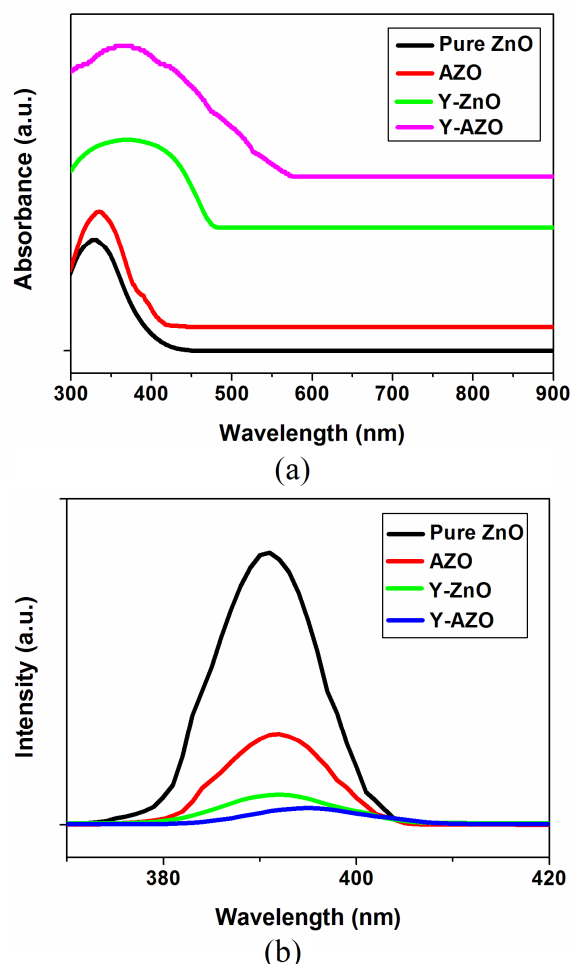 Pure ZnO
AZO
Y-ZnO
Y-AZO
Absorbance (a.u.)
300 400 500 600 700 800 900
Wavelength (nm)
(a)
Pure ZnO
AZO
Y-ZnO
Y-AZO
Intensity (a.u.)
380 400 420
Wavelength (nm)
(b)